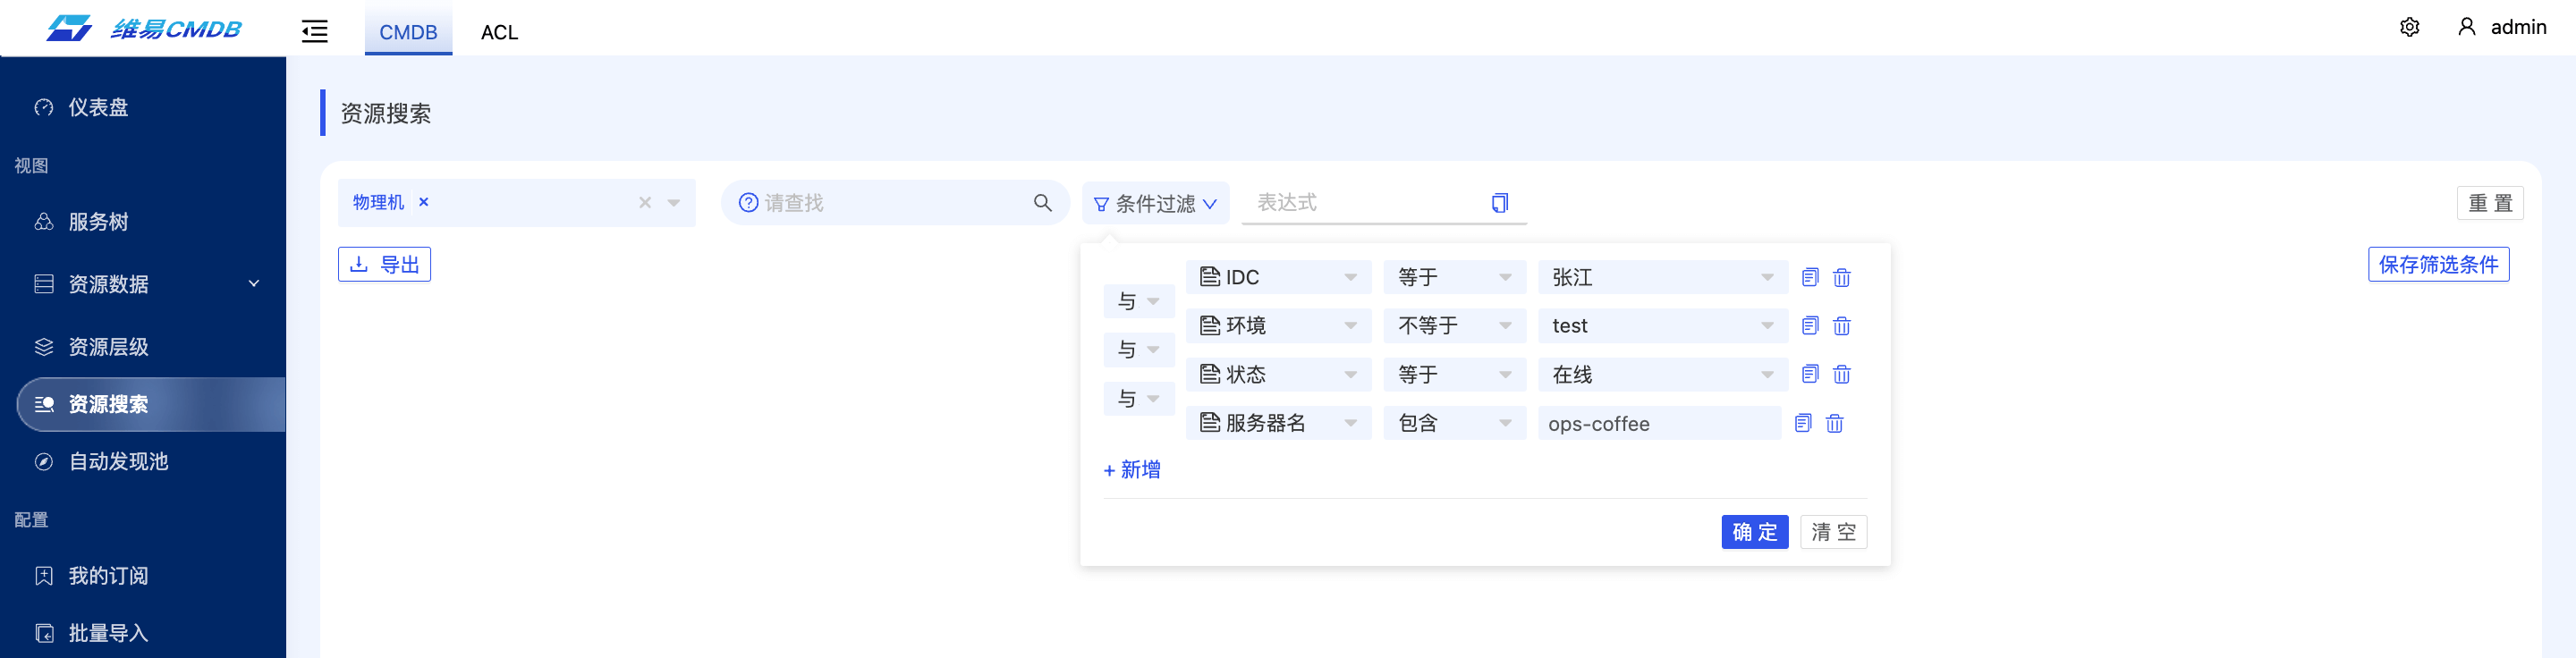 维易CMDB
CMDB
ACL
admin
仪表盘
视图
服务树
资源数据
资源层级
资源搜索
自动发现池
配置
我的订阅
批量导入
资源搜索
物理机
请查找
条件过滤
表达式
重 置
导出
保存筛选条件
IDC 等于 张江
与
环境 不等于 test
与
状态 等于 在线
与
服务器名 包含 ops-coffee
+ 新增
确 定
清 空